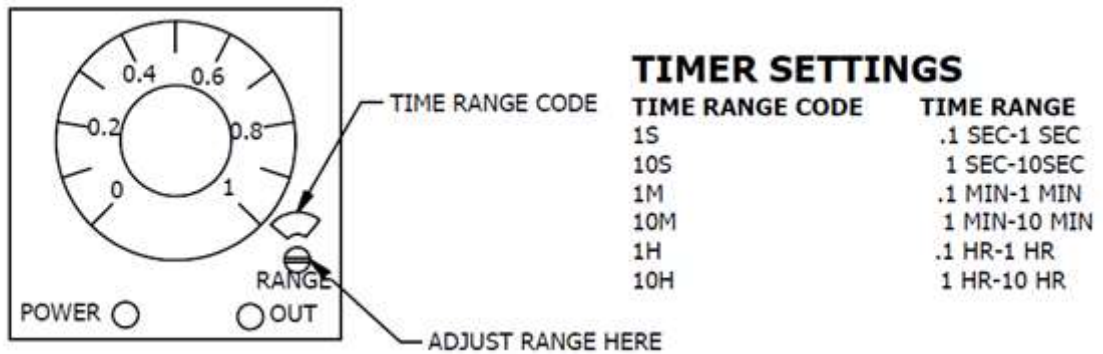 0.4 0.6
0.2 0.8
0 1
RANGE
POWER OUT
TIME RANGE CODE
ADJUST RANGE HERE
TIMER SETTINGS
TIME RANGE CODE TIME RANGE
1S .1 SEC-1 SEC
10S 1 SEC-10SEC
1M .1 MIN-1 MIN
10M 1 MIN-10 MIN
1H .1 HR-1 HR
10H 1 HR-10 HR